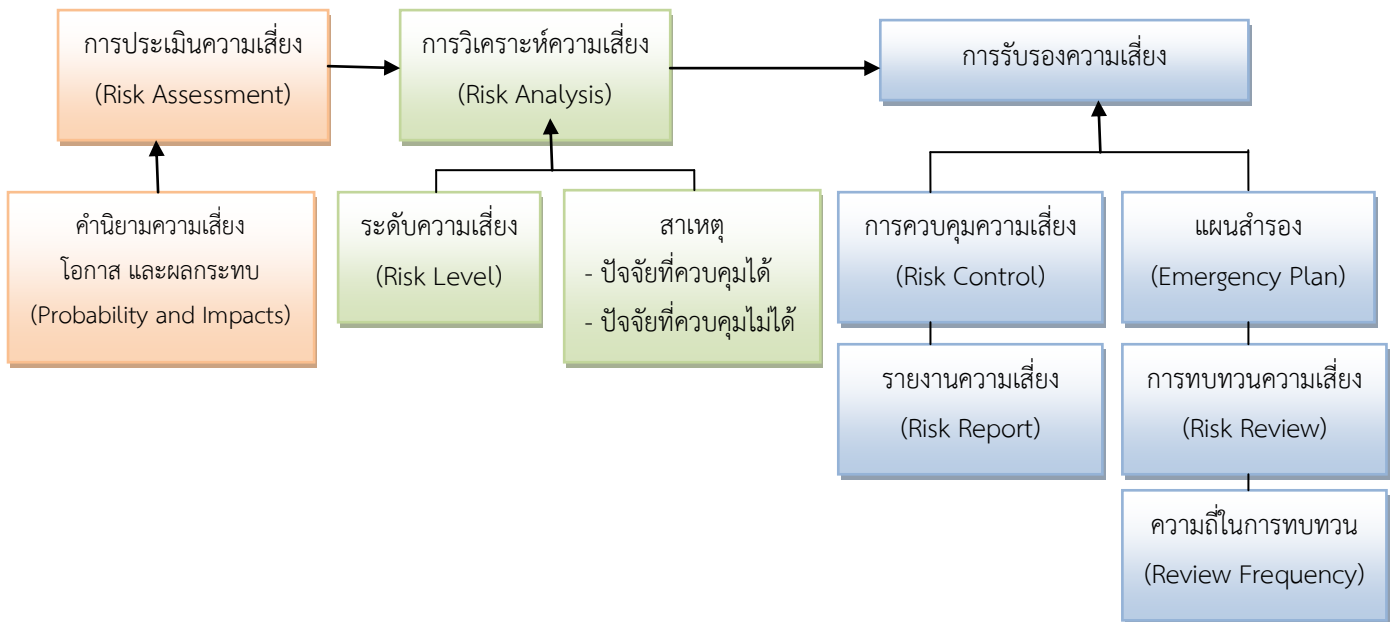 การประเมินความเสี่ยง
(Risk Assessment)
การวิเคราะห์ความเสี่ยง
(Risk Analysis)
การรับรองความเสี่ยง
คำนิยามความเสี่ยง
โอกาส และผลกระทบ
(Probability and Impacts)
ระดับความเสี่ยง
(Risk Level)
สาเหตุ
- ปัจจัยที่ควบคุมได้
- ปัจจัยที่ควบคุมไม่ได้
การควบคุมความเสี่ยง
(Risk Control)
แผนสำรอง
(Emergency Plan)
รายงานความเสี่ยง
(Risk Report)
การทบทวนความเสี่ยง
(Risk Review)
ความถี่ในการทบทวน
(Review Frequency)